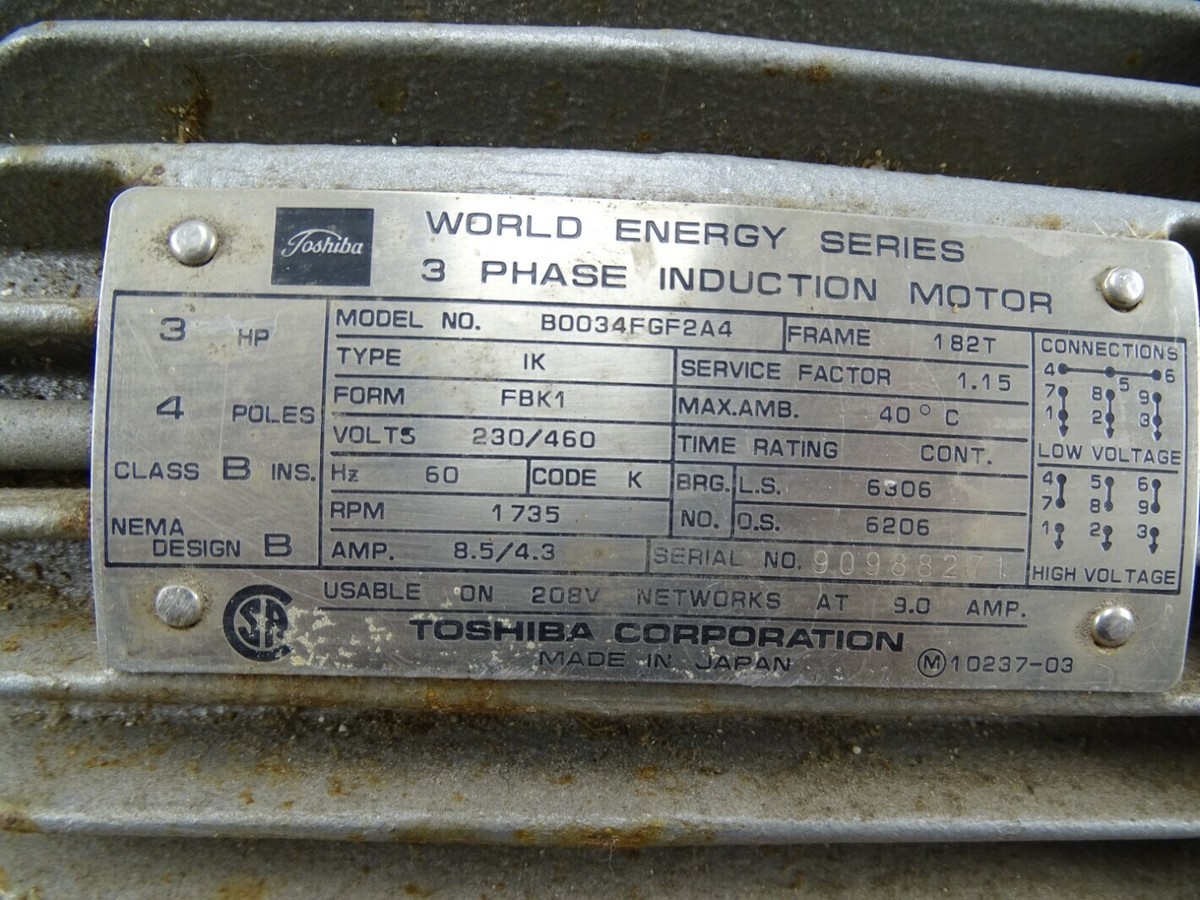 Toshiba
WORLD ENERGY SERIES
3 PHASE INDUCTION MOTOR
3 HP
4 POLES
CLASS B INS.
NEMA
DESIGN B
MODEL NO. B0034FGF2A4
FRAME 182T
TYPE IK
FORM FBK1
VOLTS 230/460
Hz 60 CODE K
RPM 1735
AMP. 8.5/4.3
SERVICE FACTOR 1.15
MAX.AMB. 40°C
TIME RATING CONT.
BRG. L.S. 6306
NO. O.S. 6206
SERIAL NO.
CONNECTIONS
4 5 6
7 8 9
1 2 3
LOW VOLTAGE
4 5 6
7 8 9
1 2 3
HIGH VOLTAGE
USABLE ON 208V NETWORKS AT 9.0 AMP.
SA
TOSHIBA CORPORATION
MADE IN JAPAN
M 10237-03